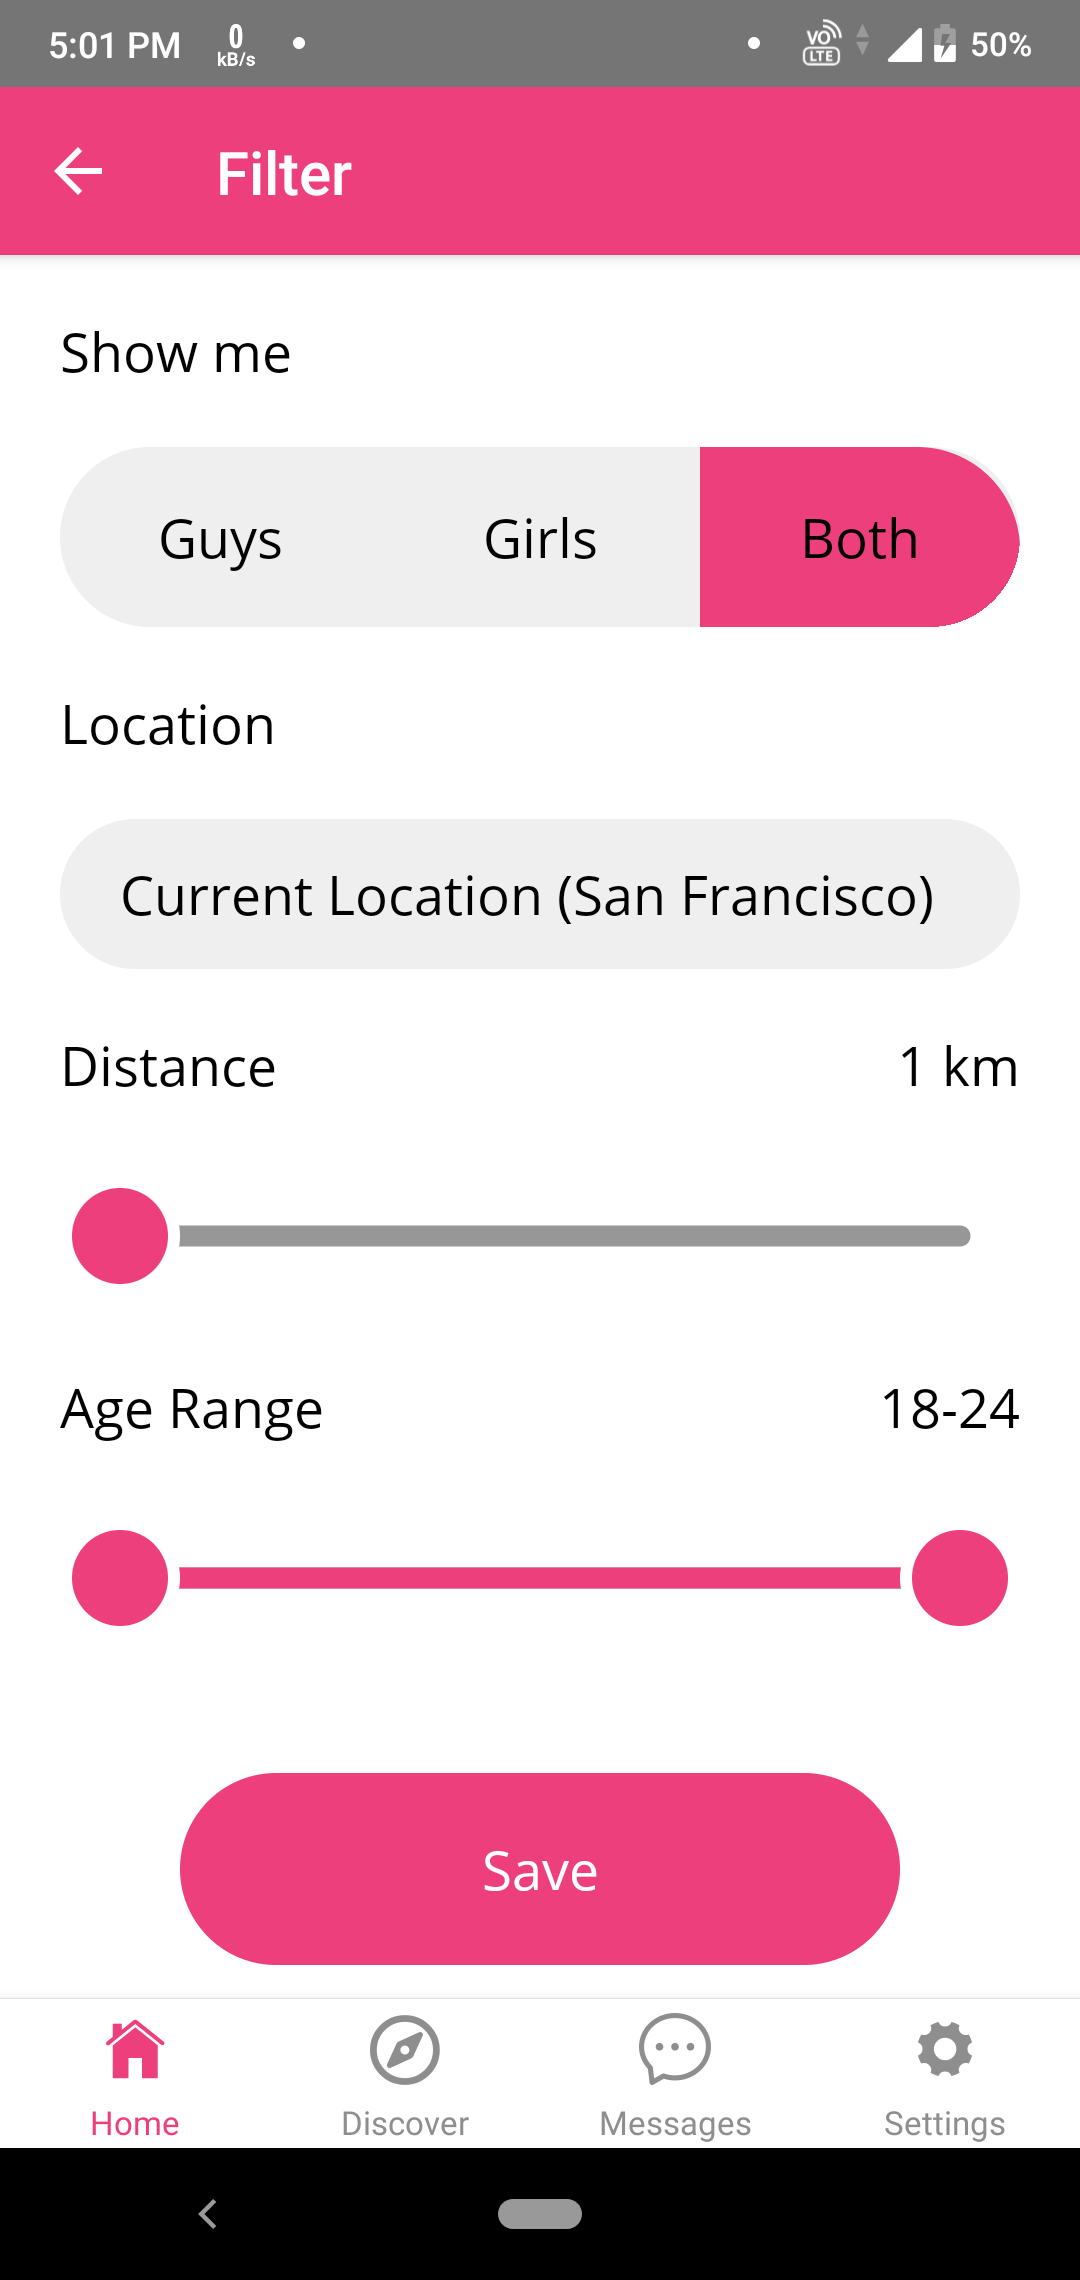 5:01 PM 0 kB/s VO LTE 50%
Filter
Show me
Guys Girls Both
Location
Current Location (San Francisco)
Distance 1 km
Age Range 18-24
Save
Home Discover Messages Settings